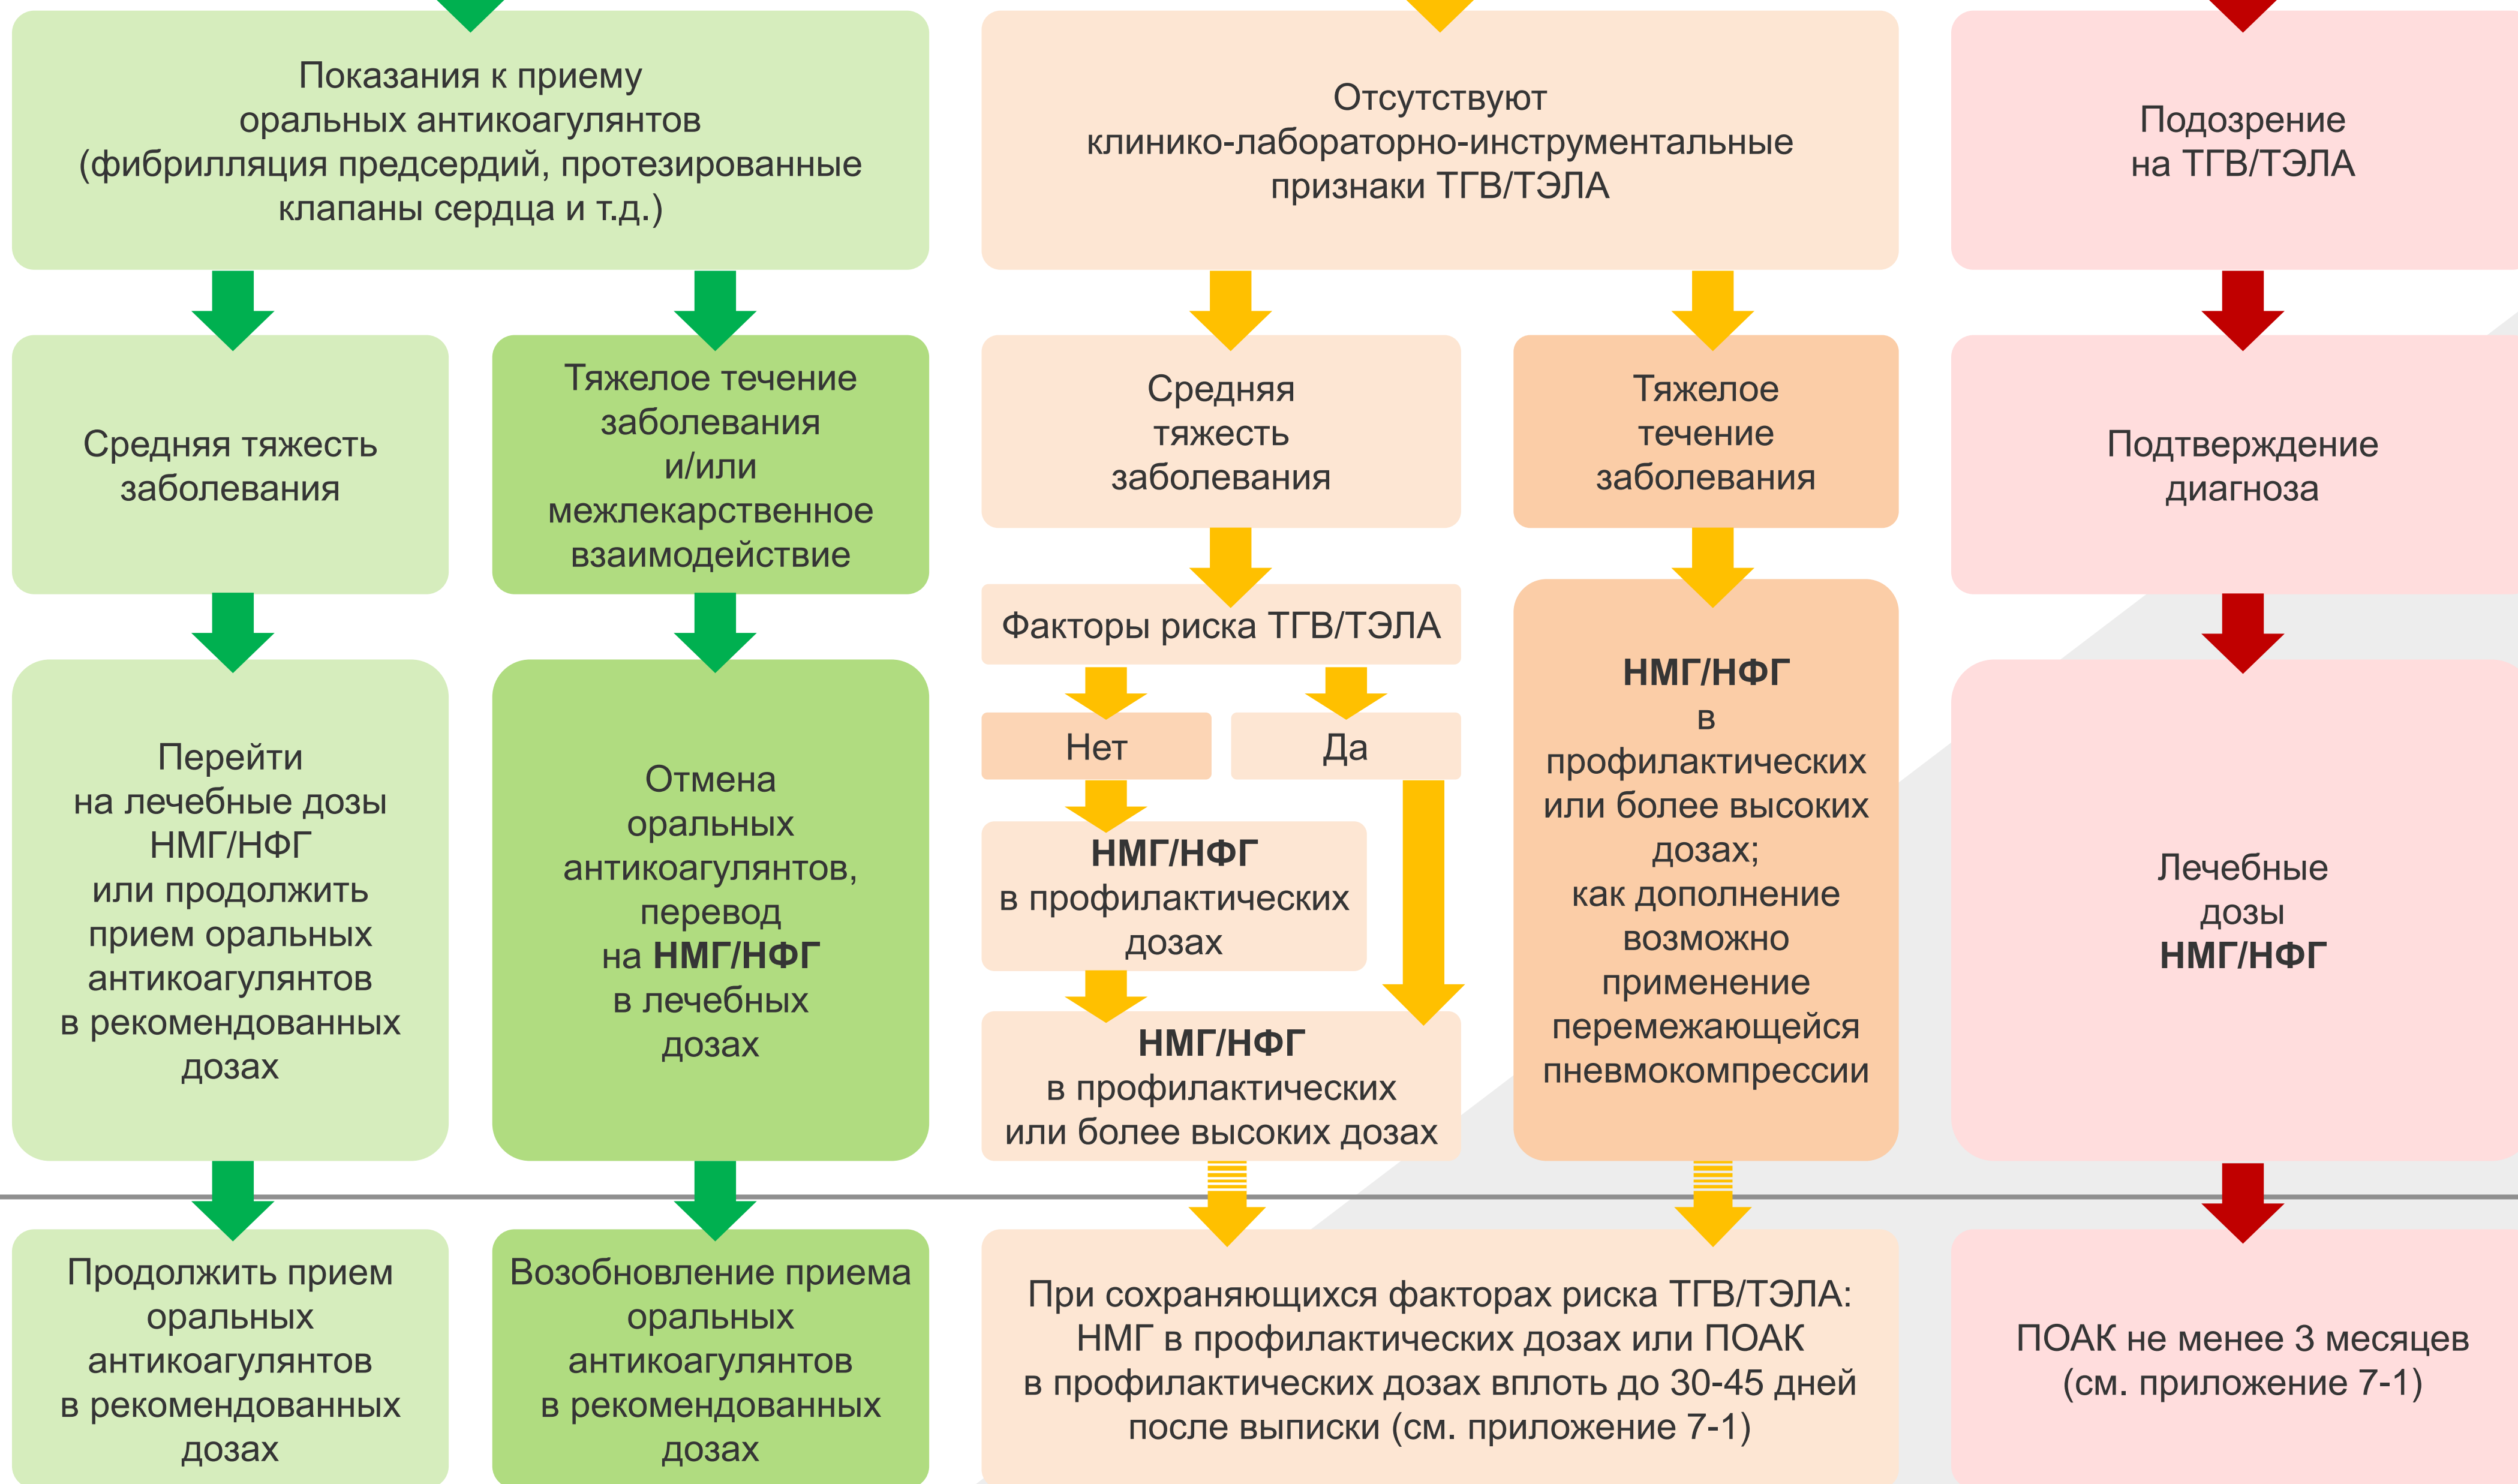 Показания к приему
оральных антикоагулянтов
(фибрилляция предсердий, протезированные
клапаны сердца и т.д.)
Отсутствуют
клинико-лабораторно-инструментальные
признаки ТГВ/ТЭЛА
Подозрение
на ТГВ/ТЭЛА
Средняя тяжесть
заболевания
Тяжелое течение
заболевания
и/или
межлекарственное
взаимодействие
Средняя
тяжесть
заболевания
Тяжелое
течение
заболевания
Подтверждение
диагноза
Факторы риска ТГВ/ТЭЛА
Нет
Да
Перейти
на лечебные дозы
НМГ/НФГ
или продолжить
прием оральных
антикоагулянтов
в рекомендованных
дозах
Отмена
оральных
антикоагулянтов,
перевод
на НМГ/НФГ
в лечебных
дозах
НМГ/НФГ
в профилактических
дозах
НМГ/НФГ
в профилактических
или более высоких дозах
НМГ/НФГ
в
профилактических
или более высоких
дозах;
как дополнение
возможно
применение
перемежающейся
пневмокомпрессии
Лечебные
дозы
НМГ/НФГ
Продолжить прием
оральных
антикоагулянтов
в рекомендованных
дозах
Возобновление приема
оральных
антикоагулянтов
в рекомендованных
дозах
При сохраняющихся факторах риска ТГВ/ТЭЛА:
НМГ в профилактических дозах или ПОАК
в профилактических дозах вплоть до 30-45 дней
после выписки (см. приложение 7-1)
ПОАК не менее 3 месяцев
(см. приложение 7-1)